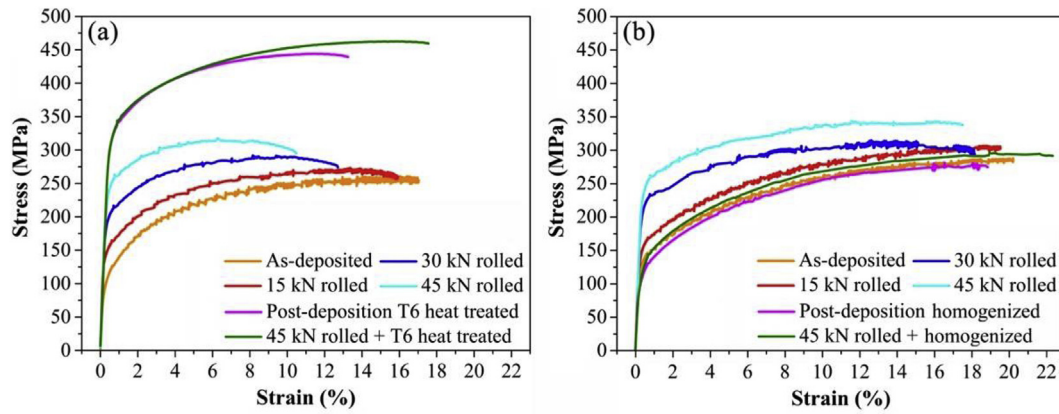 (a)
Stress (MPa)
500
450
400
350
300
250
200
150
100
50
0
As-deposited 30 kN rolled
15 kN rolled 45 kN rolled
Post-deposition T6 heat treated
45 kN rolled + T6 heat treated
0 2 4 6 8 10 12 14 16 18 20 22
Strain (%)
(b)
Stress (MPa)
500
450
400
350
300
250
200
150
100
50
0
As-deposited 30 kN rolled
15 kN rolled 45 kN rolled
Post-deposition homogenized
45 kN rolled + homogenized
0 2 4 6 8 10 12 14 16 18 20 22
Strain (%)